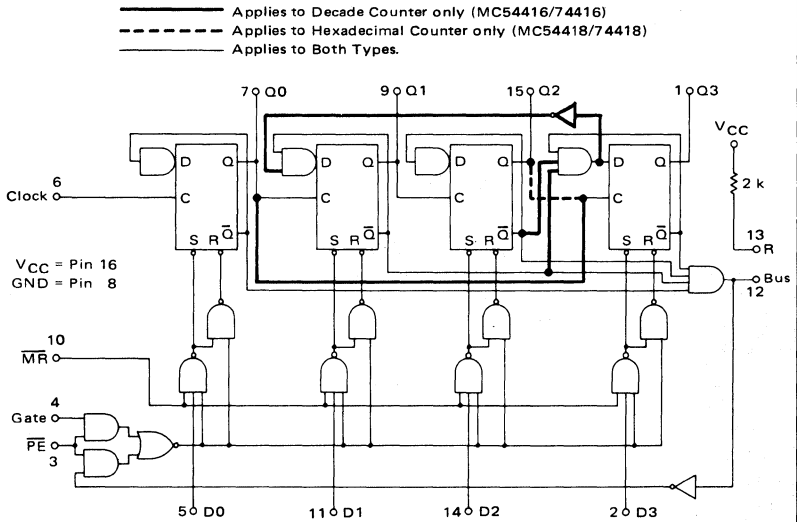 Applies to Decade Counter only (MC54416/74416)
Applies to Hexadecimal Counter only (MC54418/74418)
Applies to Both Types.
7 Q0
9 Q1
15 Q2
1 Q3
VCC
2 k
13
R
6
Clock
D Q
C
Q̅
S R
D Q
C
Q̅
S R
D Q
C
Q̅
S R
D Q
C
Q̅
S R
VCC = Pin 16
GND = Pin 8
Bus
12
10
M̅R̅
4
Gate
P̅E̅
3
5 D0
11 D1
14 D2
2 D3